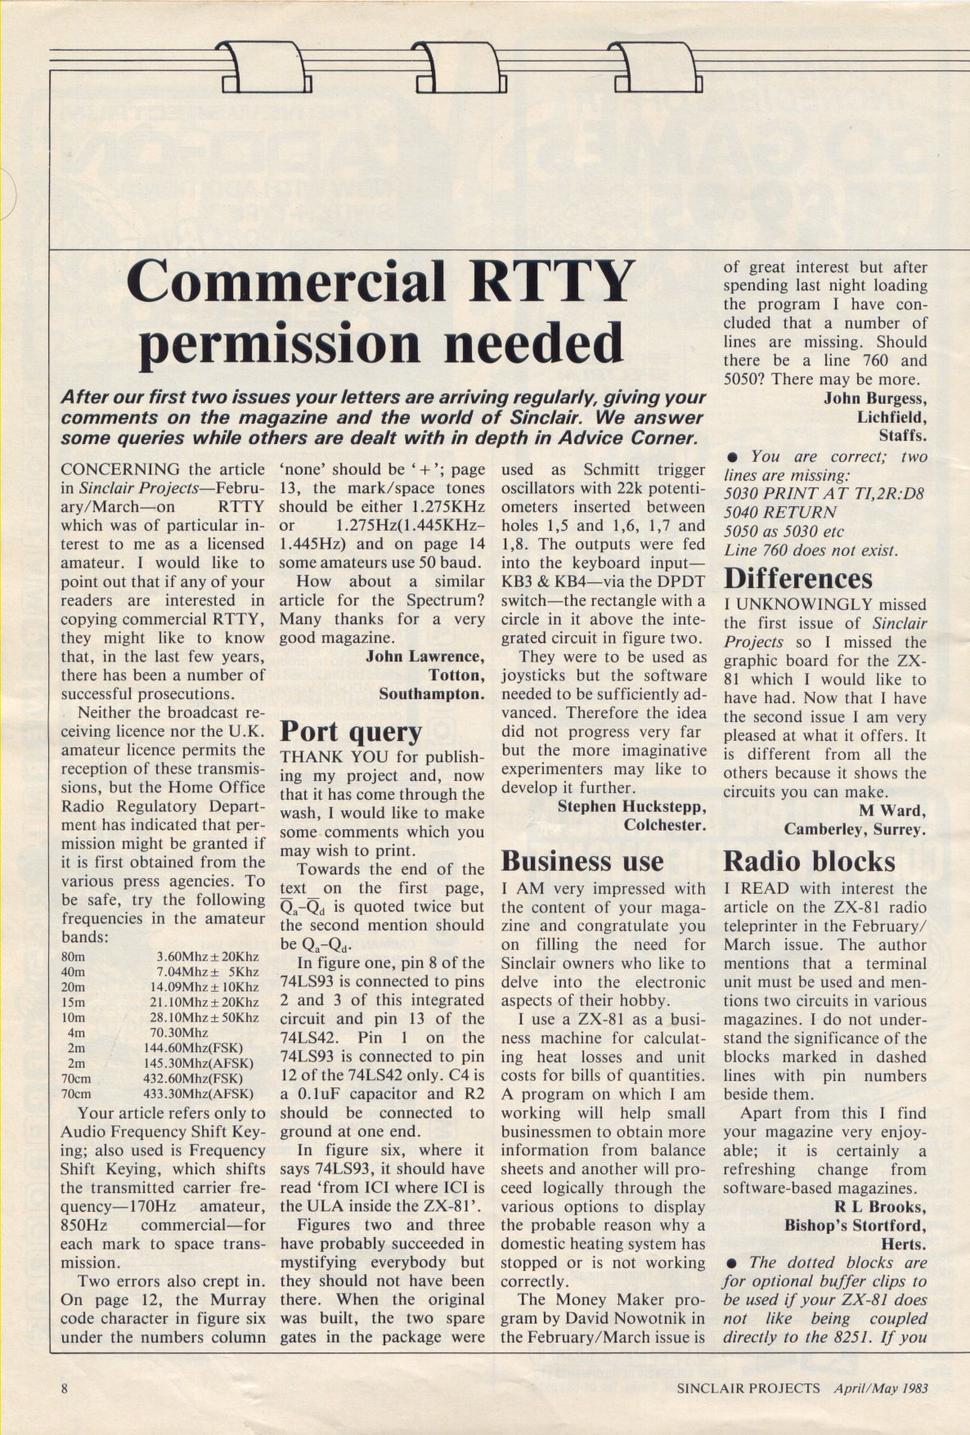 Commercial RTTY
permission needed
After our first two issues your letters are arriving regularly, giving your
comments on the magazine and the world of Sinclair. We answer
some queries while others are dealt with in depth in Advice Corner.
CONCERNING the article
in Sinclair Projects—Febru-
ary/March—on RTTY
which was of particular in-
terest to me as a licensed
amateur. I would like to
point out that if any of your
readers are interested in
copying commercial RTTY,
they might like to know
that, in the last few years,
there has been a number of
successful prosecutions.
Neither the broadcast re-
ceiving licence nor the U.K.
amateur licence permits the
reception of these transmis-
sions, but the Home Office
Radio Regulatory Depart-
ment has indicated that per-
mission might be granted if
it is first obtained from the
various press agencies. To
be safe, try the following
frequencies in the amateur
bands:
80m 3.60Mhz±20Khz
40m 7.04Mhz± 5Khz
20m 14.09Mhz±10Khz
15m 21.10Mhz±20Khz
10m 28.10Mhz±50Khz
4m 70.30Mhz
2m 144.60Mhz(FSK)
2m 145.30Mhz(AFSK)
70cm 432.60Mhz(FSK)
70cm 433.30Mhz(AFSK)
Your article refers only to
Audio Frequency Shift Key-
ing; also used is Frequency
Shift Keying, which shifts
the transmitted carrier fre-
quency—170Hz amateur,
850Hz commercial—for
each mark to space trans-
mission.
Two errors also crept in.
On page 12, the Murray
code character in figure six
under the numbers column
‘none’ should be ‘+’; page
13, the mark/space tones
should be either 1.275KHz
or 1.275Hz(1.445KHz–
1.445Hz) and on page 14
some amateurs use 50 baud.
How about a similar
article for the Spectrum?
Many thanks for a very
good magazine.
John Lawrence,
Totton,
Southampton.
Port query
THANK YOU for publish-
ing my project and, now
that it has come through the
wash, I would like to make
some comments which you
may wish to print.
Towards the end of the
text on the first page,
Q̅a–Q̅d is quoted twice but
the second mention should
be Qa–Qd.
In figure one, pin 8 of the
74LS93 is connected to pins
2 and 3 of this integrated
circuit and pin 13 of the
74LS42. Pin 1 on the
74LS93 is connected to pin
12 of the 74LS42 only. C4 is
a 0.1uF capacitor and R2
should be connected to
ground at one end.
In figure six, where it
says 74LS93, it should have
read ‘from ICI where ICI is
the ULA inside the ZX-81’.
Figures two and three
have probably succeeded in
mystifying everybody but
they should not have been
there. When the original
was built, the two spare
gates in the package were
used as Schmitt trigger
oscillators with 22k potenti-
ometers inserted between
holes 1,5 and 1,6, 1,7 and
1,8. The outputs were fed
into the keyboard input—
KB3 & KB4—via the DPDT
switch—the rectangle with a
circle in it above the inte-
grated circuit in figure two.
They were to be used as
joysticks but the software
needed to be sufficiently ad-
vanced. Therefore the idea
did not progress very far
but the more imaginative
experimenters may like to
develop it further.
Stephen Huckstepp,
Colchester.
Business use
I AM very impressed with
the content of your maga-
zine and congratulate you
on filling the need for
Sinclair owners who like to
delve into the electronic
aspects of their hobby.
I use a ZX-81 as a busi-
ness machine for calculat-
ing heat losses and unit
costs for bills of quantities.
A program on which I am
working will help small
businessmen to obtain more
information from balance
sheets and another will pro-
ceed logically through the
various options to display
the probable reason why a
domestic heating system has
stopped or is not working
correctly.
The Money Maker pro-
gram by David Nowotnik in
the February/March issue is
of great interest but after
spending last night loading
the program I have con-
cluded that a number of
lines are missing. Should
there be a line 760 and
5050? There may be more.
John Burgess,
Lichfield,
Staffs.
● You are correct; two
lines are missing:
5030 PRINT AT TI,2R:D8
5040 RETURN
5050 as 5030 etc
Line 760 does not exist.
Differences
I UNKNOWINGLY missed
the first issue of Sinclair
Projects so I missed the
graphic board for the ZX-
81 which I would like to
have had. Now that I have
the second issue I am very
pleased at what it offers. It
is different from all the
others because it shows the
circuits you can make.
M Ward,
Camberley, Surrey.
Radio blocks
I READ with interest the
article on the ZX-81 radio
teleprinter in the February/
March issue. The author
mentions that a terminal
unit must be used and men-
tions two circuits in various
magazines. I do not under-
stand the significance of the
blocks marked in dashed
lines with pin numbers
beside them.
Apart from this I find
your magazine very enjoy-
able; it is certainly a
refreshing change from
software-based magazines.
R L Brooks,
Bishop's Stortford,
Herts.
● The dotted blocks are
for optional buffer clips to
be used if your ZX-81 does
not like being coupled
directly to the 8251. If you
8
SINCLAIR PROJECTS April/May 1983